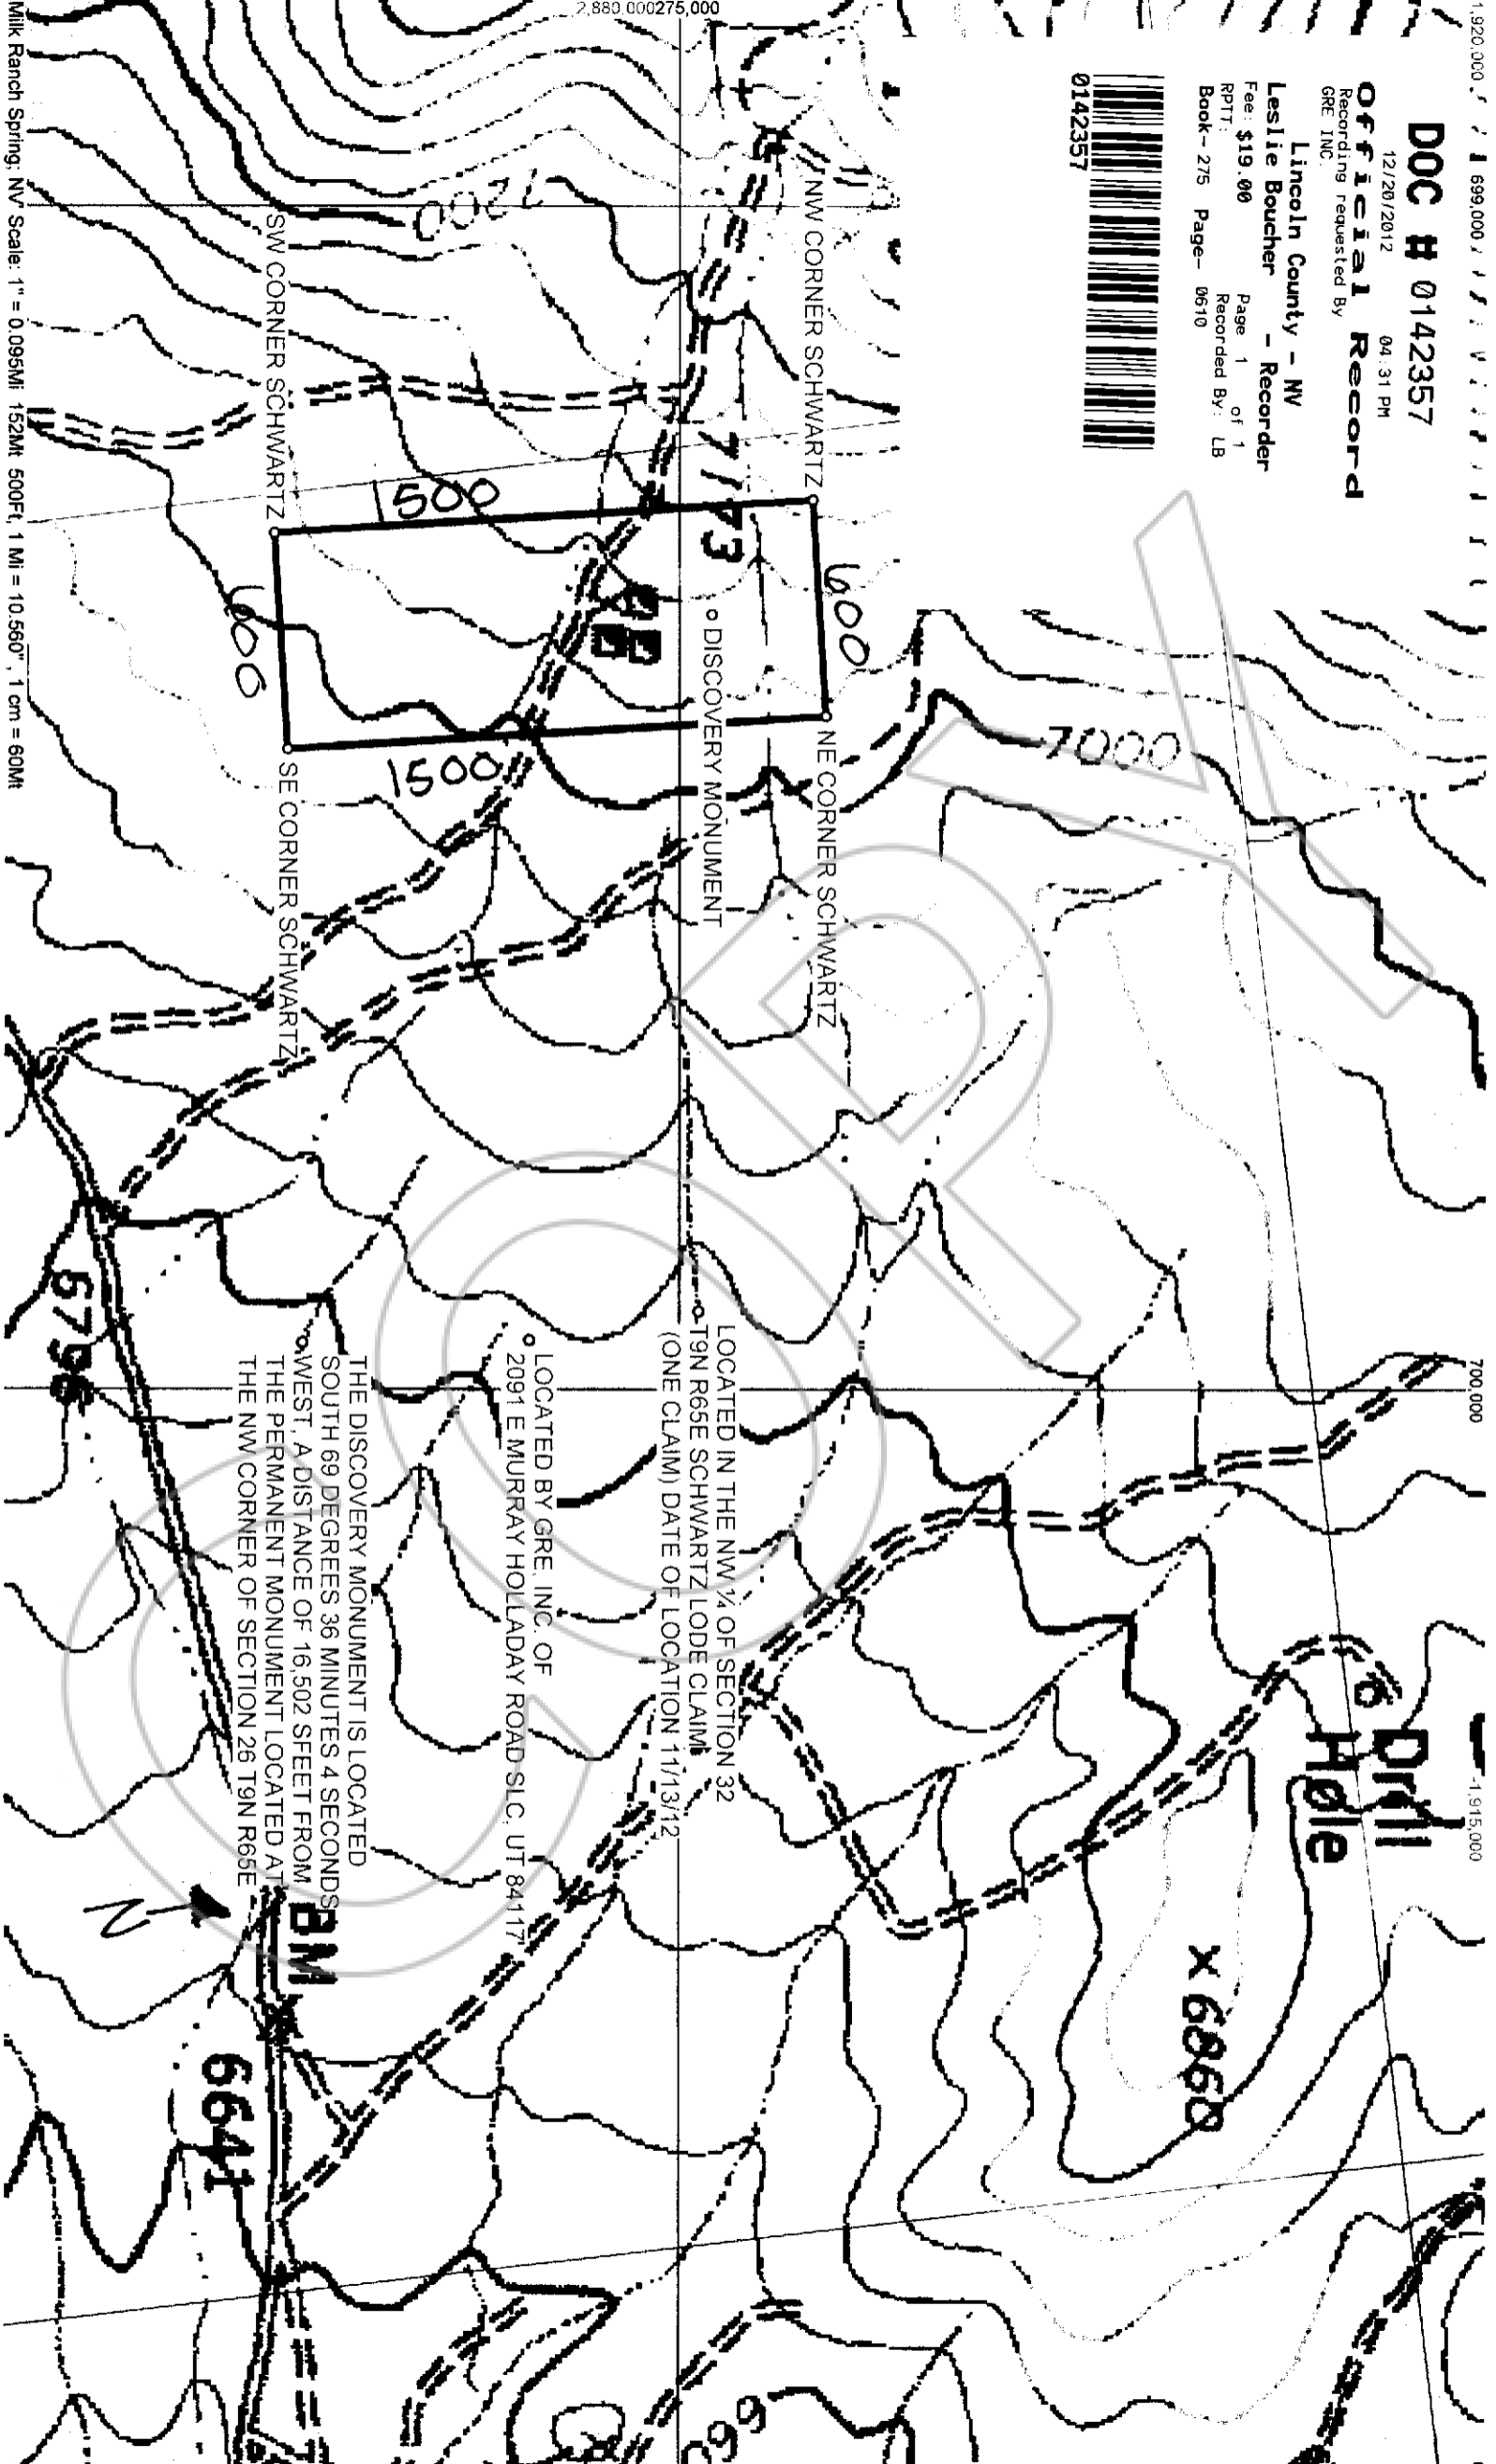 1,920,000
699,000
700,000
1,915,000
DOC # 0142357
12/20/2012 04:31 PM
Official Record
Recording requested By
GRE INC.
Lincoln County - NV
Leslie Boucher - Recorder
Fee: $19.00 Page 1 of 1
RPTT: Recorded By: LB
Book- 275 Page- 0610
0142357
7000
Drill
Hole
x 6868
COPY
NW CORNER SCHWARTZ
600
NE CORNER SCHWARTZ
7173
DISCOVERY MONUMENT
2,880,000275,000
7200
1500
1500
SW CORNER SCHWARTZ
600
SE CORNER SCHWARTZ
LOCATED IN THE NW ¼ OF SECTION 32
T9N R65E SCHWARTZ LODE CLAIM
(ONE CLAIM) DATE OF LOCATION 11/13/12
LOCATED BY GRE, INC. OF
2091 E MURRAY HOLLADAY ROAD SLC, UT 84117
THE DISCOVERY MONUMENT IS LOCATED
SOUTH 69 DEGREES 36 MINUTES 4 SECONDS
WEST, A DISTANCE OF 16,502 SFEET FROM
THE PERMANENT MONUMENT LOCATED AT
THE NW CORNER OF SECTION 26 T9N R65E
BM
6641
6796
N
Milk Ranch Spring; NV Scale: 1" = 0.095Mi 152Mt 500Ft, 1 Mi = 10.560", 1 cm = 60Mt